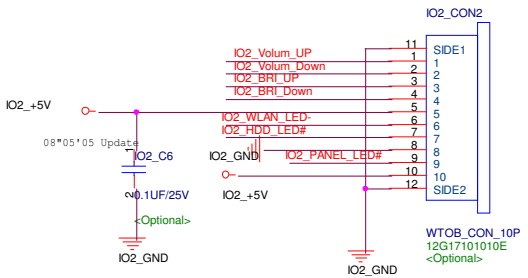 IO2_CON2
11 SIDE1
IO2_Volum_UP 1 1
IO2_Volum_Down 2 2
IO2_BRI_UP 3 3
IO2_BRI_Down 4 4
IO2_+5V 5 5
IO2_WLAN_LED- 6 6
IO2_HDD_LED# 7 7
08"05'05 Update
IO2_GND 8 8
IO2_PANEL_LED# 9 9
10 10
IO2_+5V
12 SIDE2
1
IO2_C6
2
0.1UF/25V
<Optional>
IO2_GND
IO2_GND
WTOB_CON_10P
12G17101010E
<Optional>